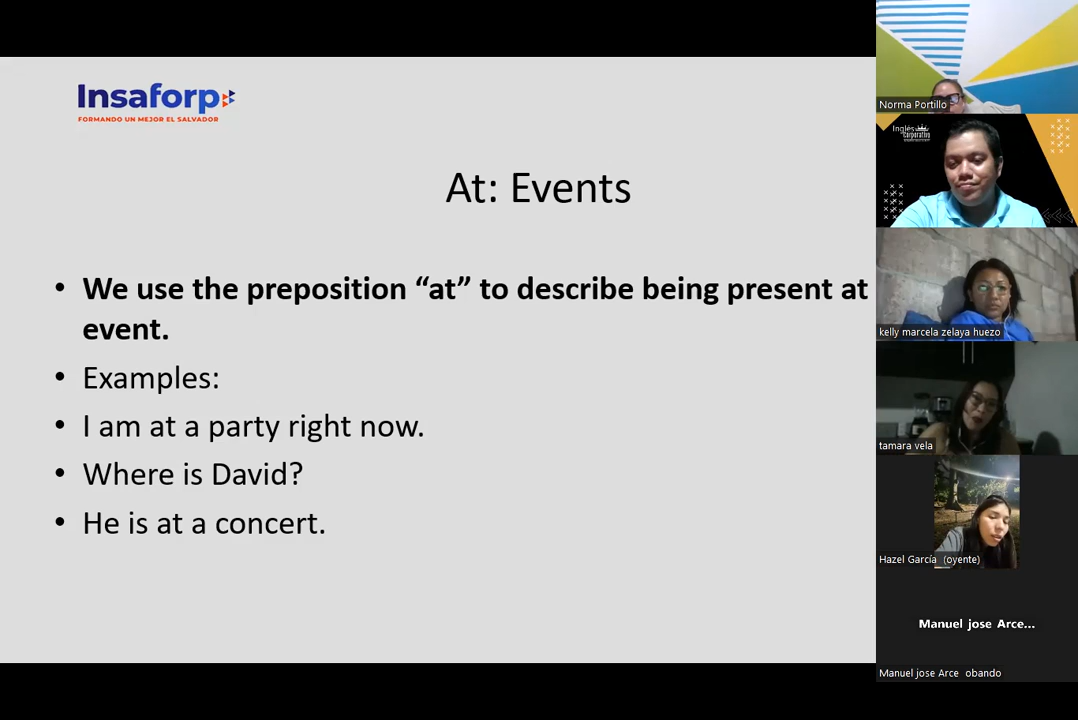 Insaforp
FORMANDO UN MEJOR EL SALVADOR
At: Events
• We use the preposition “at” to describe being present at
event.
• Examples:
• I am at a party right now.
• Where is David?
• He is at a concert.
Norma Portillo
Inglés
corporativo
kelly marcela zelaya huezo
tamara vela
Hazel García (oyente)
Manuel jose Arce...
Manuel jose Arce obando